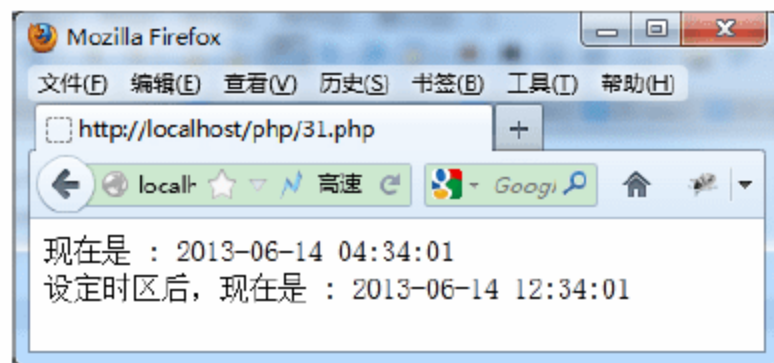 Mozilla Firefox
文件(F) 编辑(E) 查看(V) 历史(S) 书签(B) 工具(T) 帮助(H)
http://localhost/php/31.php
localh 高速 Googl
现在是 : 2013-06-14 04:34:01
设定时区后，现在是 : 2013-06-14 12:34:01